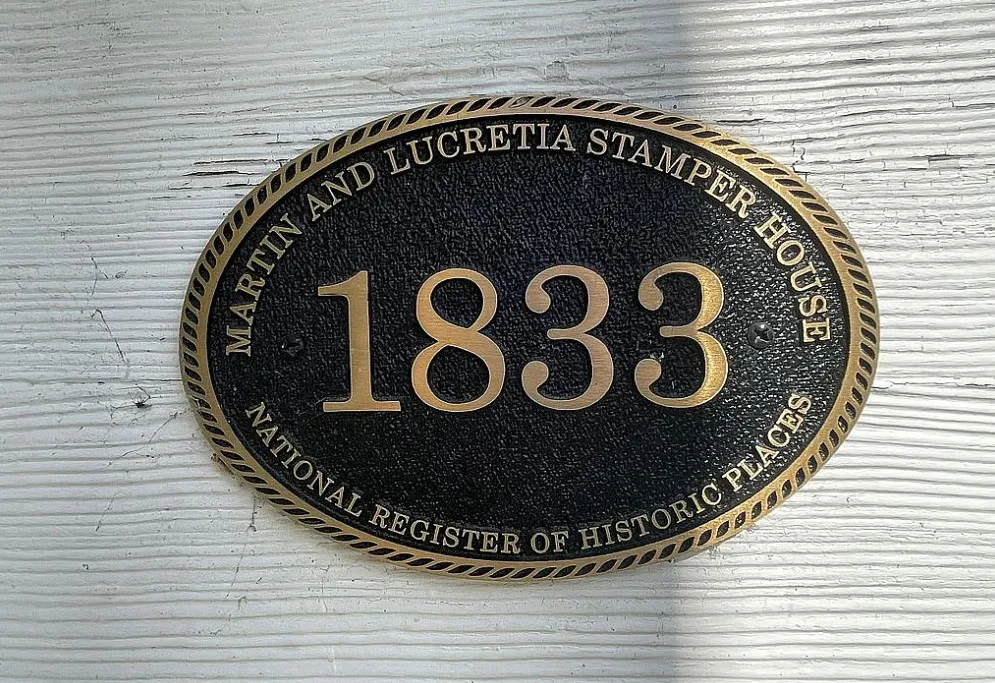 MARTIN AND LUCRETIA STAMPER HOUSE
1833
NATIONAL REGISTER OF HISTORIC PLACES